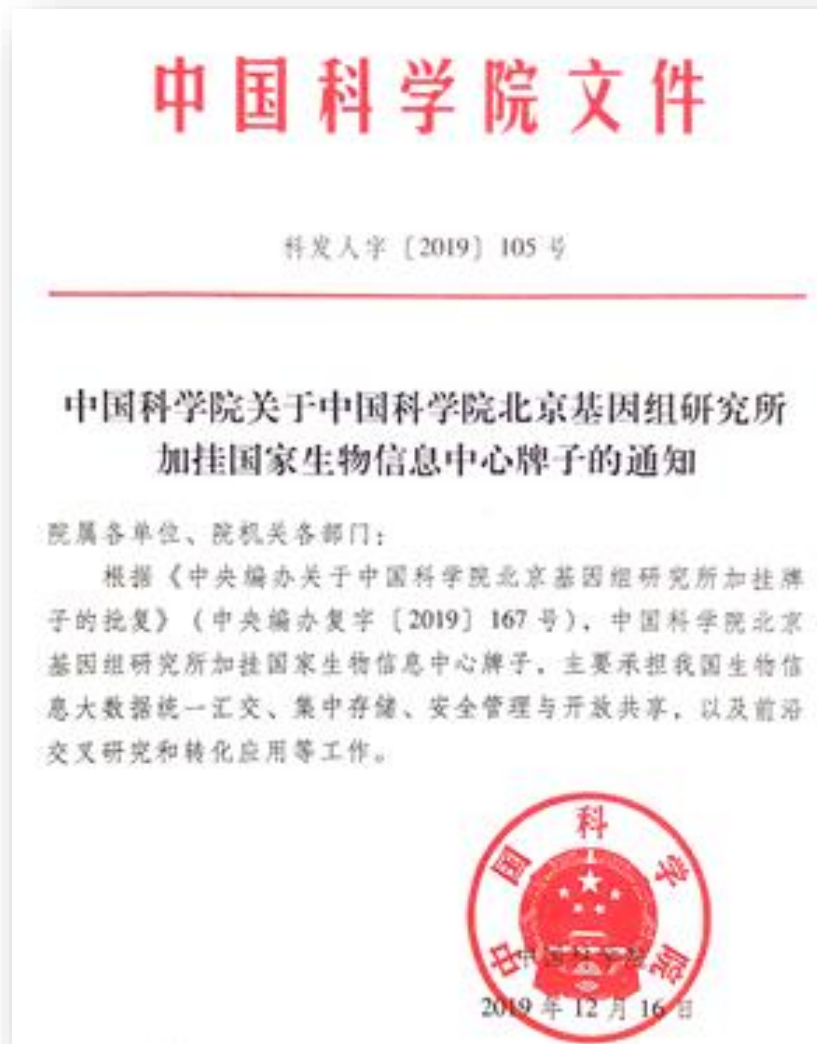 中国科学院文件
科发人字〔2019〕105号
中国科学院关于中国科学院北京基因组研究所
加挂国家生物信息中心牌子的通知
院属各单位、院机关各部门：
根据《中央编办关于中国科学院北京基因组研究所加挂牌
子的批复》（中央编办复字〔2019〕167号），中国科学院北京
基因组研究所加挂国家生物信息中心牌子，主要承担我国生物信
息大数据统一汇交、集中存储、安全管理与开放共享，以及前沿
交叉研究和转化应用等工作。
中国科学院
中国科学院
2019年12月16日